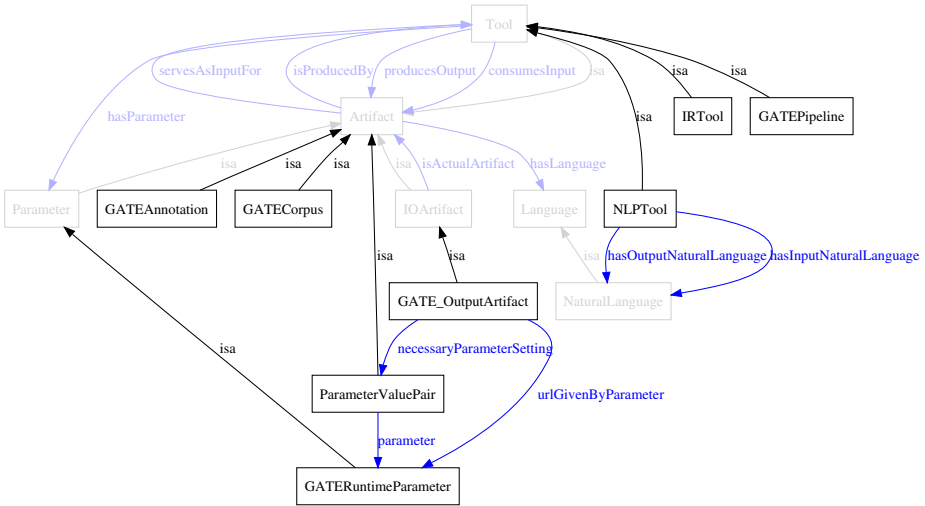 Tool
servesAsInputFor
isProducedBy
producesOutput
consumesInput
isa
isa
isa
hasParameter
Artifact
isa
IRTool
GATEPipeline
isa
isa
isa
isa
isActualArtifact
hasLanguage
Parameter
GATEAnnotation
GATECorpus
IOArtifact
Language
NLPTool
isa
isa
isa
hasOutputNaturalLanguage
hasInputNaturalLanguage
GATE_OutputArtifact
NaturalLanguage
isa
necessaryParameterSetting
ParameterValuePair
urlGivenByParameter
parameter
GATERuntimeParameter